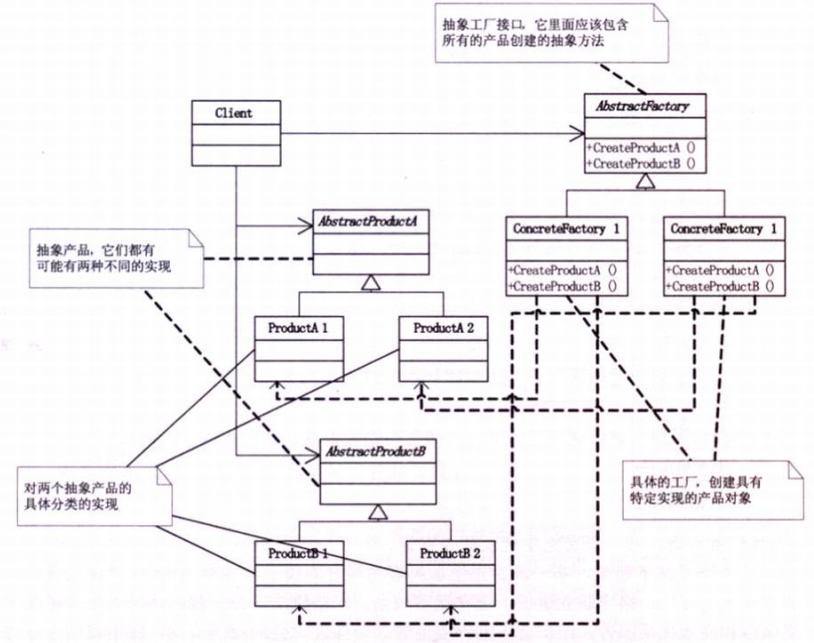 抽象工厂接口，它里面应该包含
所有的产品创建的抽象方法
Client
AbstractFactory
+CreateProductA ()
+CreateProductB ()
AbstractProductA
ConcreteFactory 1
+CreateProductA ()
+CreateProductB ()
ConcreteFactory 1
+CreateProductA ()
+CreateProductB ()
抽象产品，它们都有
可能有两种不同的实现
ProductA 1
ProductA 2
AbstractProductB
对两个抽象产品的
具体分类的实现
具体的工厂，创建具有
特定实现的产品对象
ProductB 1
ProductB 2